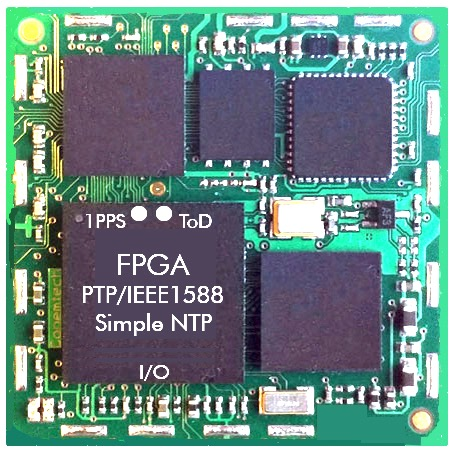 1PPS ToD
FPGA
PTP/IEEE1588
Simple NTP
I/O